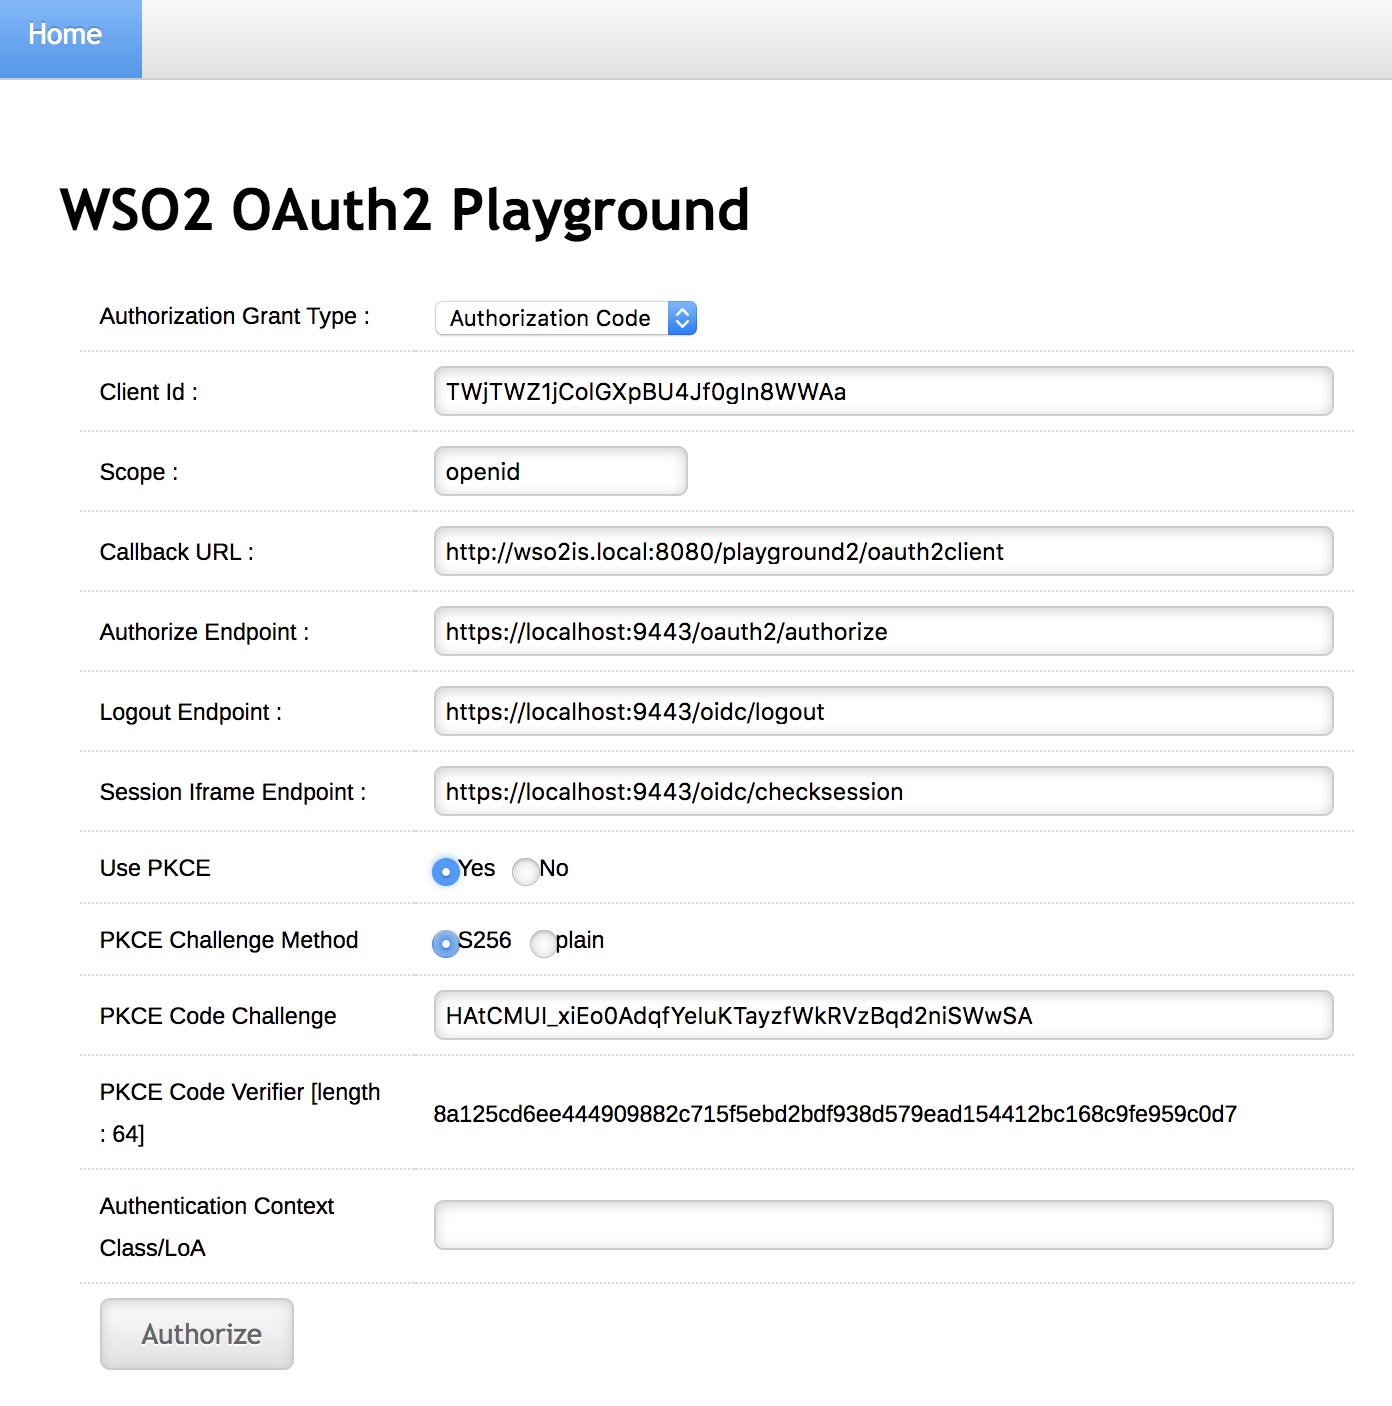 Home
WSO2 OAuth2 Playground
Authorization Grant Type : Authorization Code
Client Id : TWjTWZ1jColGXpBU4Jf0gIn8WWAa
Scope : openid
Callback URL : http://wso2is.local:8080/playground2/oauth2client
Authorize Endpoint : https://localhost:9443/oauth2/authorize
Logout Endpoint : https://localhost:9443/oidc/logout
Session Iframe Endpoint : https://localhost:9443/oidc/checksession
Use PKCE Yes No
PKCE Challenge Method S256 plain
PKCE Code Challenge HAtCMUI_xiEo0AdqfYeIuKTayzfWkRVzBqd2niSWwSA
PKCE Code Verifier [length
: 64]
8a125cd6ee444909882c715f5ebd2bdf938d579ead154412bc168c9fe959c0d7
Authentication Context
Class/LoA
Authorize